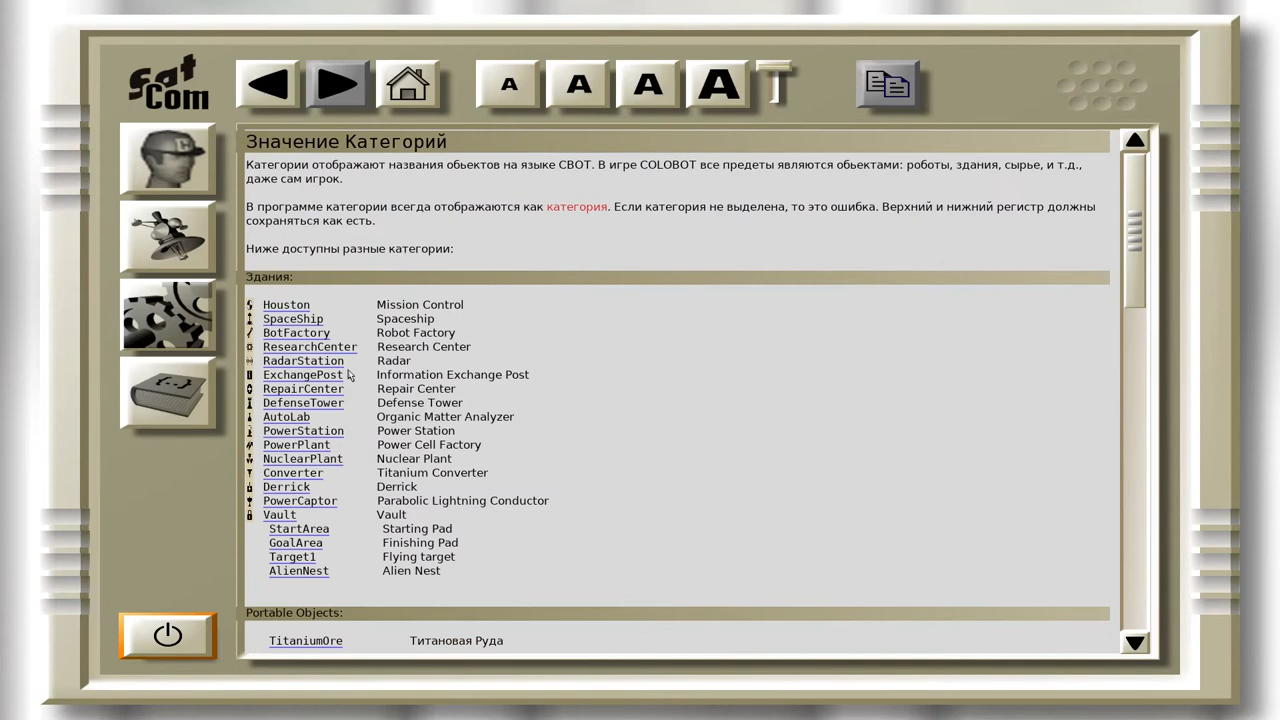 Sat
Com
A A A A
Значение Категорий
Категории отображают названия обьектов на языке CBOT. В игре COLOBOT все предеты являются обьектами: роботы, здания, сырье, и т.д.,
даже сам игрок.
В программе категории всегда отображаются как категория. Если категория не выделена, то это ошибка. Верхний и нижний регистр должны
сохраняться как есть.
Ниже доступны разные категории:
Здания:
Houston Mission Control
SpaceShip Spaceship
BotFactory Robot Factory
ResearchCenter Research Center
RadarStation Radar
ExchangePost Information Exchange Post
RepairCenter Repair Center
DefenseTower Defense Tower
AutoLab Organic Matter Analyzer
PowerStation Power Station
PowerPlant Power Cell Factory
NuclearPlant Nuclear Plant
Converter Titanium Converter
Derrick Derrick
PowerCaptor Parabolic Lightning Conductor
Vault Vault
StartArea Starting Pad
GoalArea Finishing Pad
Target1 Flying target
AlienNest Alien Nest
Portable Objects:
TitaniumOre Титановая Руда
{..}